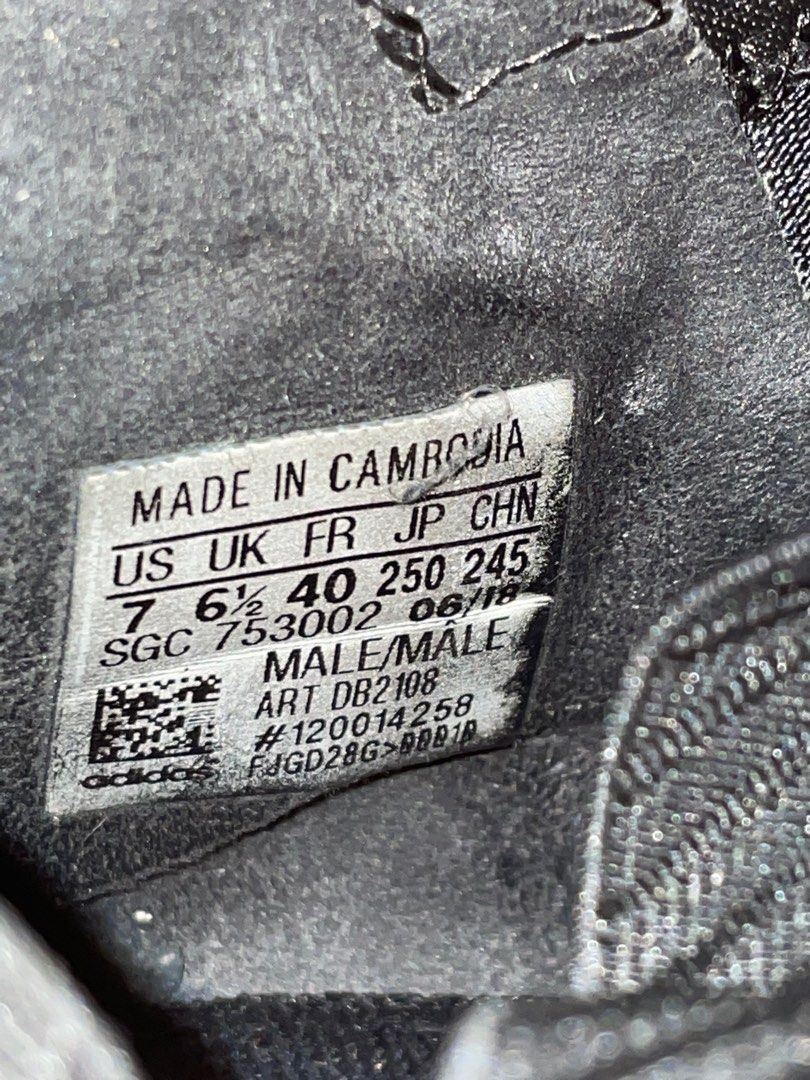 MADE IN CAMBODIA
US UK FR JP CHN
7 6½ 40 250 245
SGC 753002 06/18
MALE/MÂLE
ART DB2108
#120014258
adidas